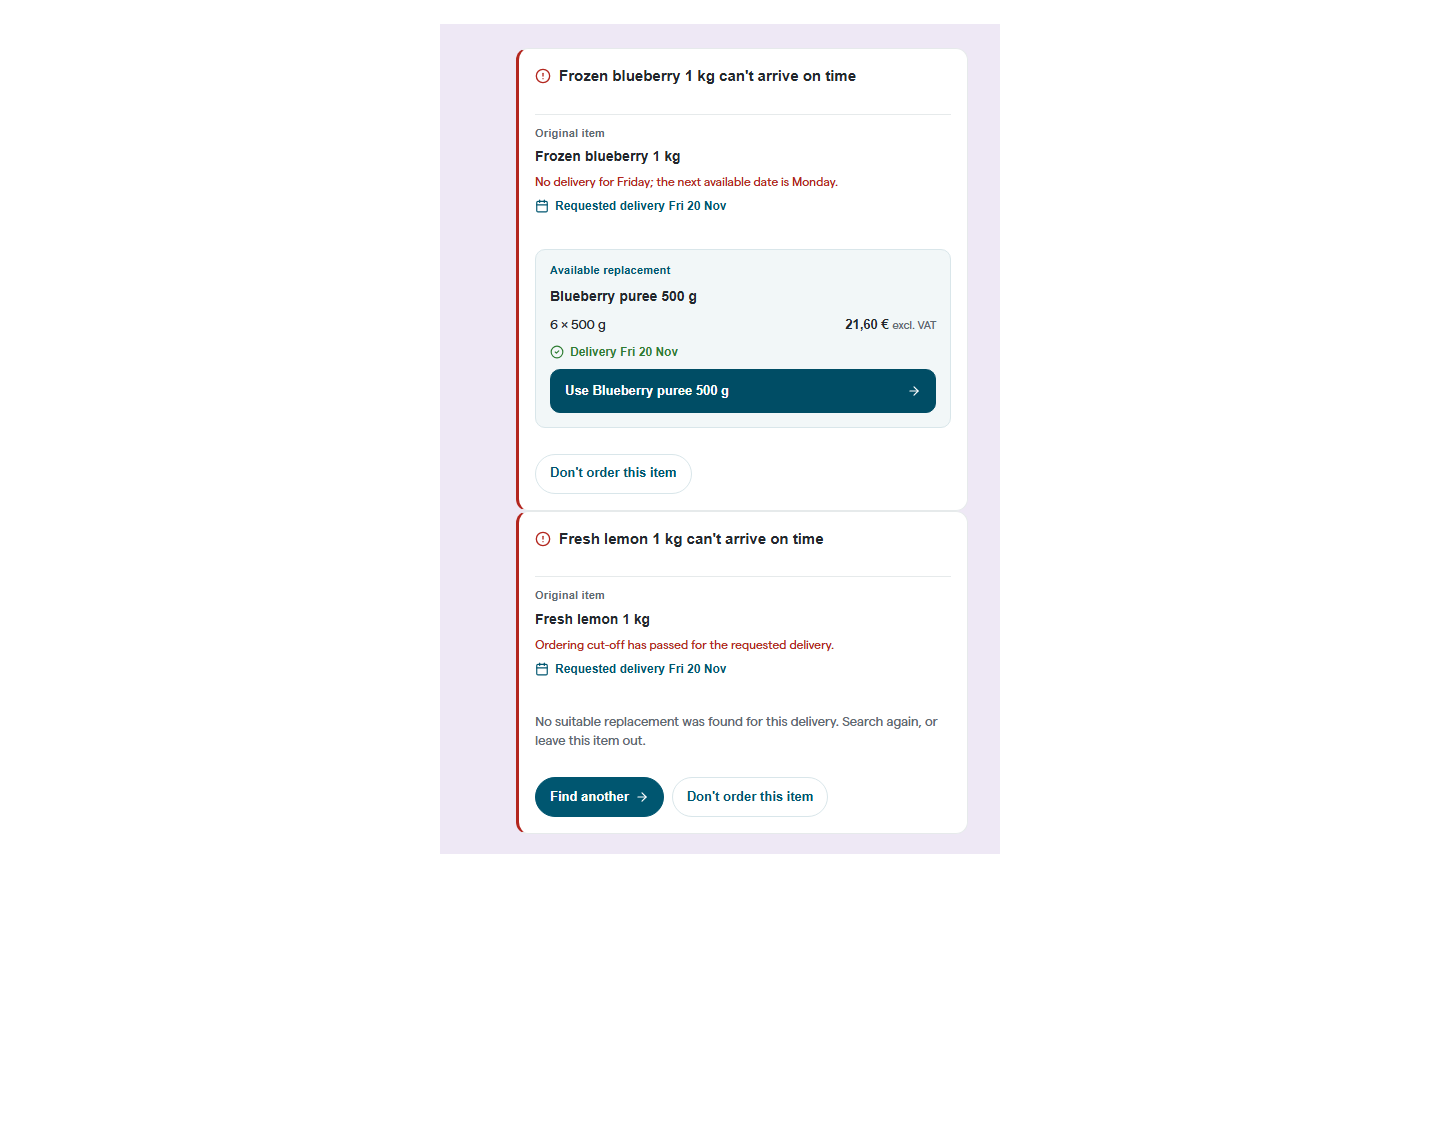 Frozen blueberry 1 kg can't arrive on time
Original item
Frozen blueberry 1 kg
No delivery for Friday; the next available date is Monday.
Requested delivery Fri 20 Nov
Available replacement
Blueberry puree 500 g
6 × 500 g 21,60 € excl. VAT
Delivery Fri 20 Nov
Use Blueberry puree 500 g
Don't order this item
Fresh lemon 1 kg can't arrive on time
Original item
Fresh lemon 1 kg
Ordering cut-off has passed for the requested delivery.
Requested delivery Fri 20 Nov
No suitable replacement was found for this delivery. Search again, or
leave this item out.
Find another Don't order this item